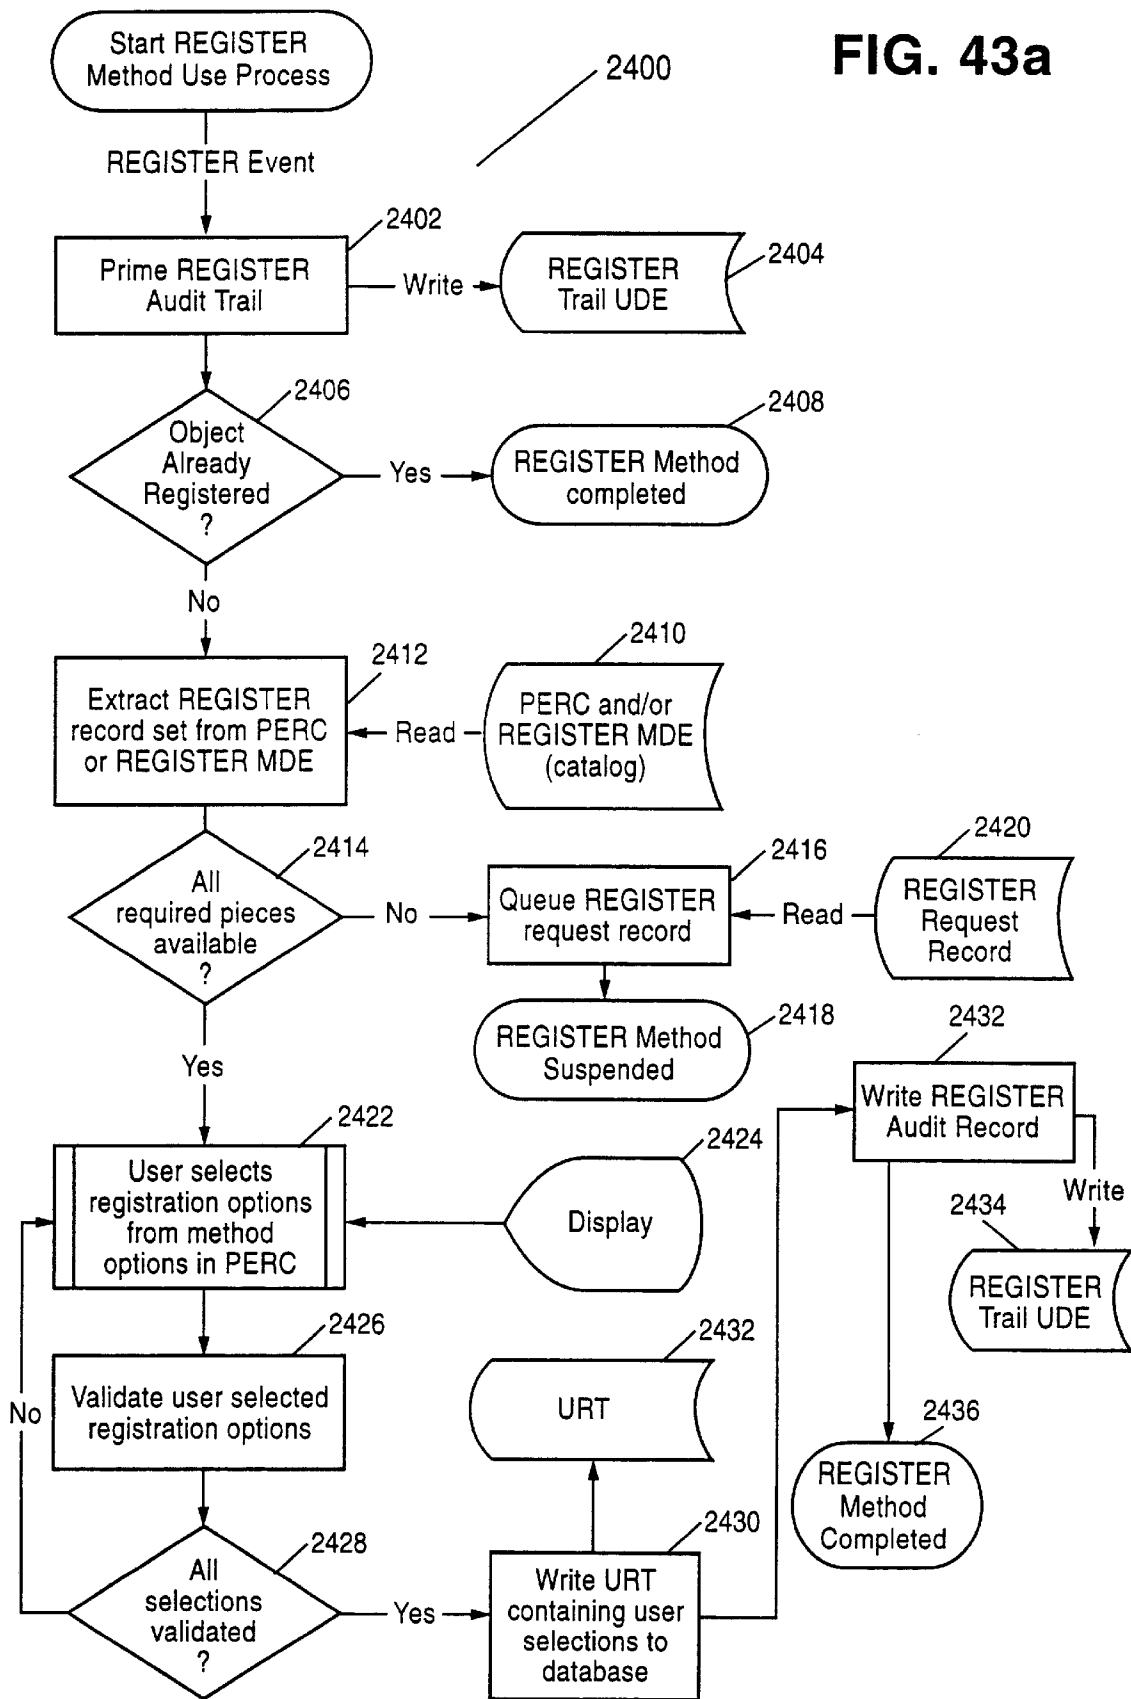 FIG. 43a
Start REGISTER
Method Use Process
2400
REGISTER Event
2402
Prime REGISTER
Audit Trail
Write
REGISTER
Trail UDE
2404
2406
Object
Already
Registered
?
Yes
2408
REGISTER Method
completed
No
2412
Extract REGISTER
record set from PERC
or REGISTER MDE
Read
2410
PERC and/or
REGISTER MDE
(catalog)
2414
All
required pieces
available
?
No
2416
Queue REGISTER
request record
Read
2420
REGISTER
Request
Record
REGISTER Method
Suspended
2418
Yes
2422
User selects
registration options
from method
options in PERC
2424
Display
2432
Write REGISTER
Audit Record
Write
2434
REGISTER
Trail UDE
2426
Validate user selected
registration options
No
2432
URT
2436
REGISTER
Method
Completed
2428
All
selections
validated
?
Yes
2430
Write URT
containing user
selections to
database